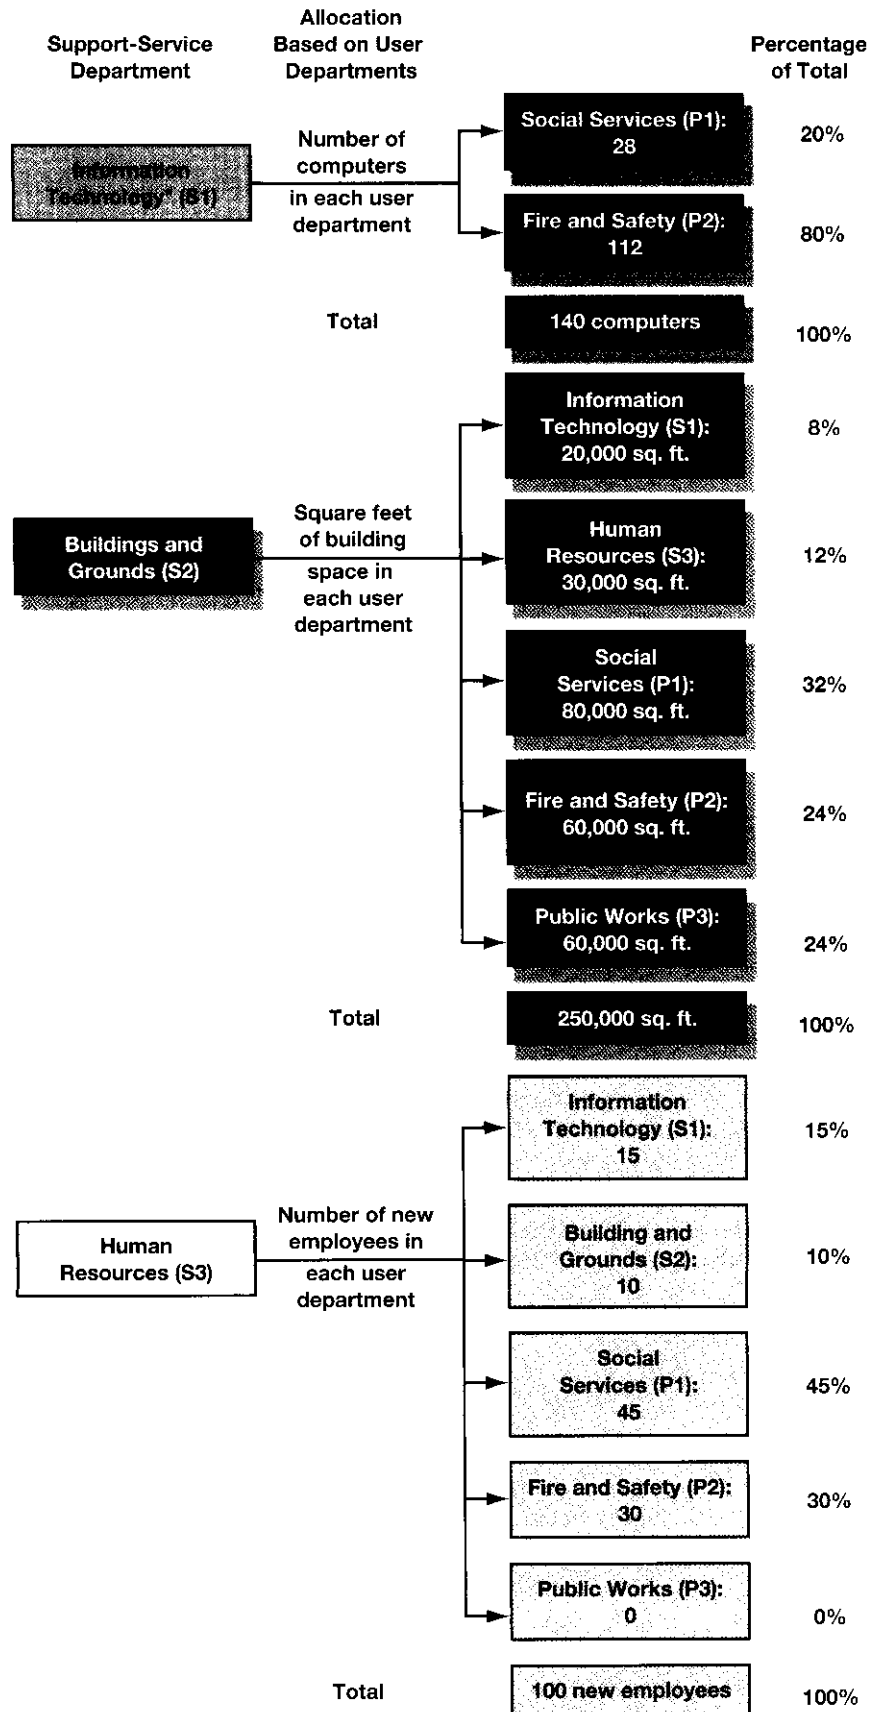 Support-Service
Department
Allocation
Based on User
Departments
Percentage
of Total
Information
Technology* (S1)
Number of
computers
in each user
department
Social Services (P1):
28
20%
Fire and Safety (P2):
112
80%
Total
140 computers
100%
Buildings and
Grounds (S2)
Square feet
of building
space in
each user
department
Information
Technology (S1):
20,000 sq. ft.
8%
Human
Resources (S3):
30,000 sq. ft.
12%
Social
Services (P1):
80,000 sq. ft.
32%
Fire and Safety (P2):
60,000 sq. ft.
24%
Public Works (P3):
60,000 sq. ft.
24%
Total
250,000 sq. ft.
100%
Human
Resources (S3)
Number of new
employees in
each user
department
Information
Technology (S1):
15
15%
Building and
Grounds (S2):
10
10%
Social
Services (P1):
45
45%
Fire and Safety (P2):
30
30%
Public Works (P3):
0
0%
Total
100 new employees
100%